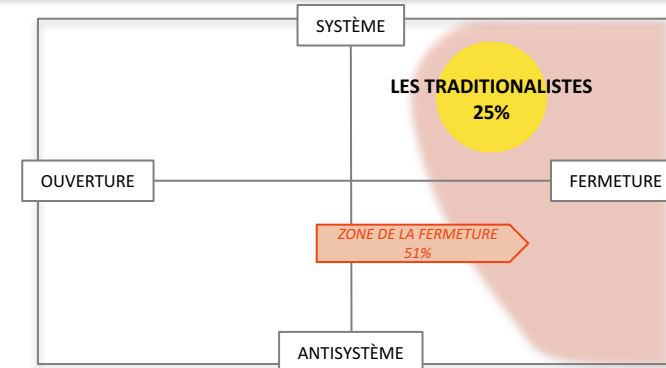 SYSTÈME
LES TRADITIONALISTES
25%
OUVERTURE
FERMETURE
ZONE DE LA FERMETURE
51%
ANTISYSTÈME